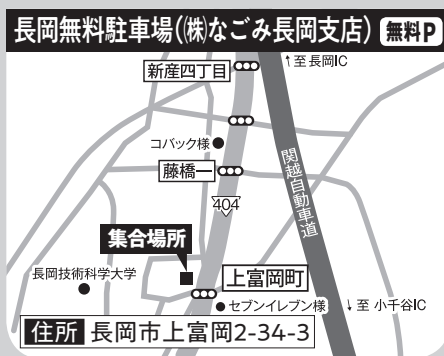 長岡無料駐車場(㈱なごみ長岡支店) 無料P
↑至 長岡IC
新産四丁目
コバック様
藤橋一
関越自動車道
404
集合場所
長岡技術科学大学
上富岡町
セブンイレブン様
↓至 小千谷IC
住所 長岡市上富岡2-34-3